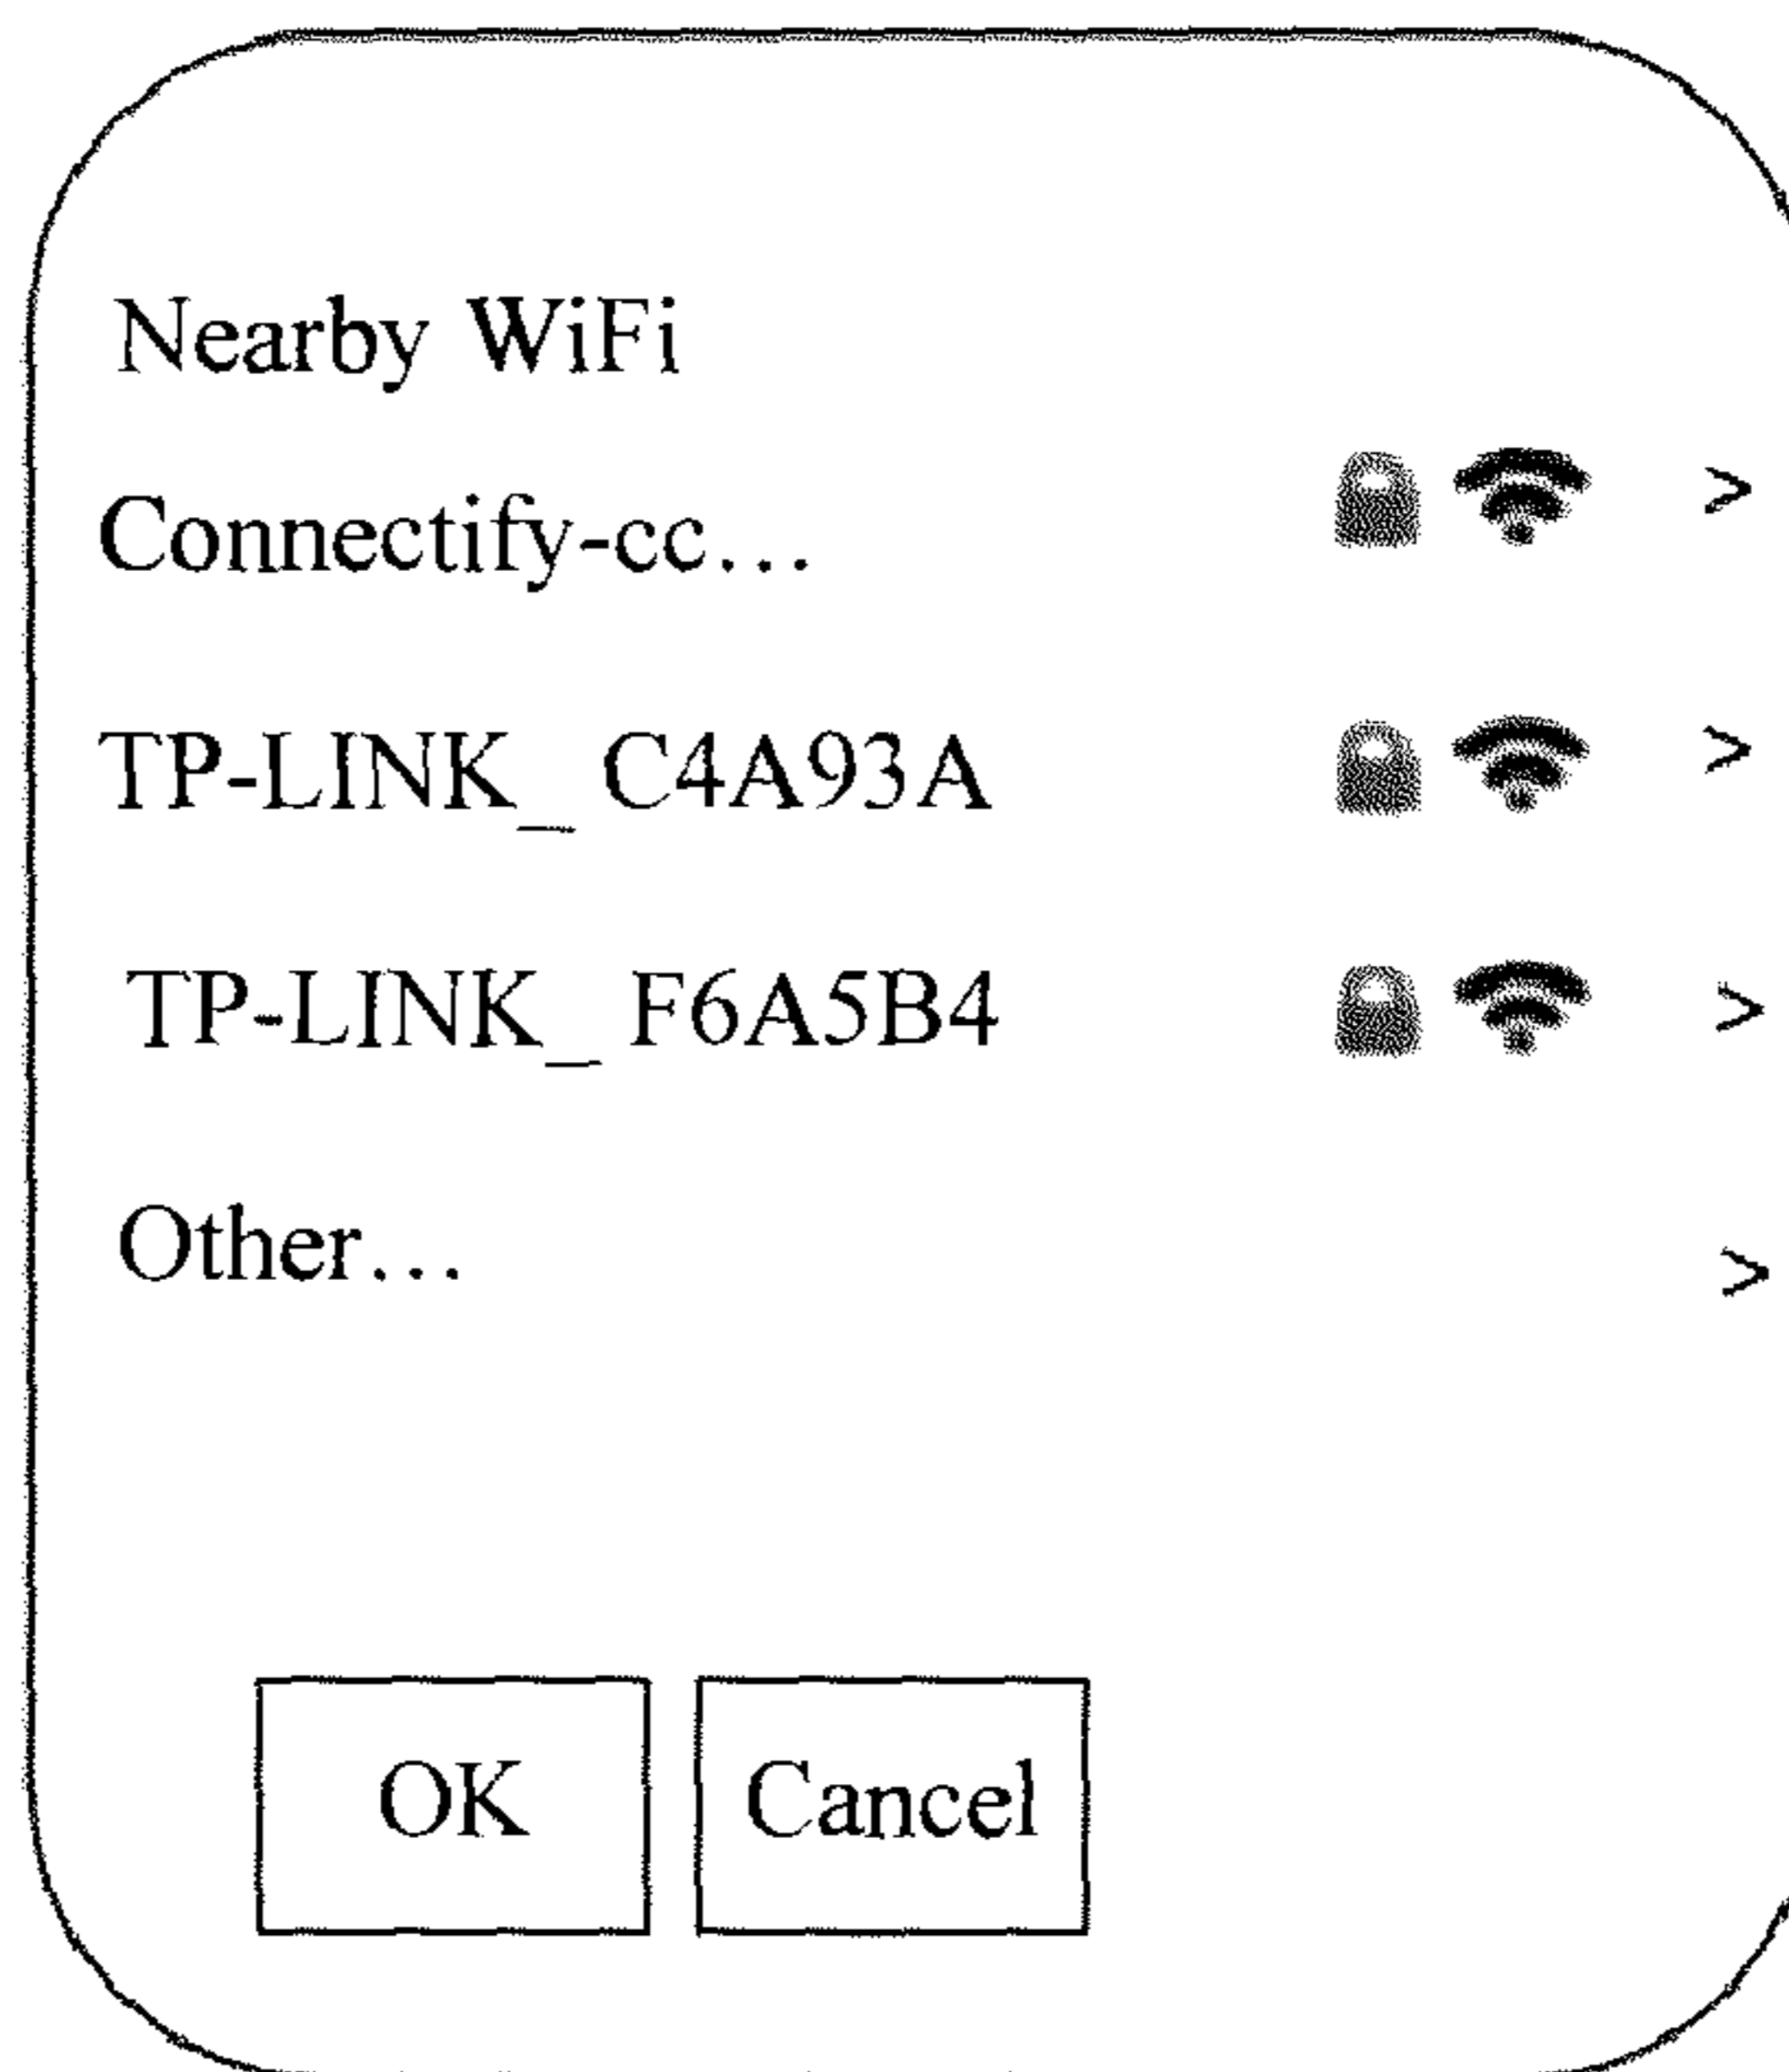 Nearby WiFi
Connectify-cc... >
TP-LINK_ C4A93A >
TP-LINK_ F6A5B4 >
Other... >
OK Cancel